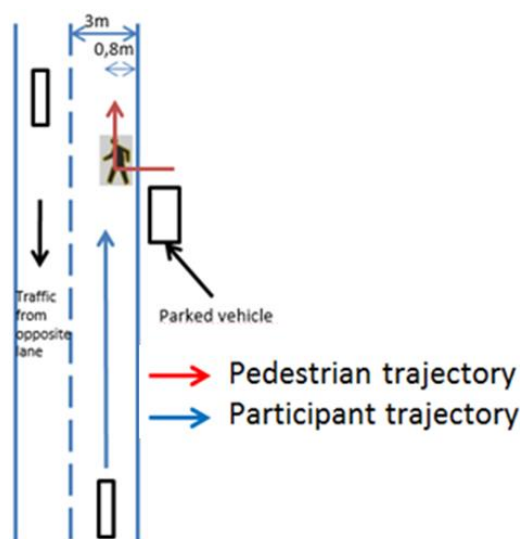 3m
0,8m
Traffic
from
opposite
lane
Parked vehicle
Pedestrian trajectory
Participant trajectory